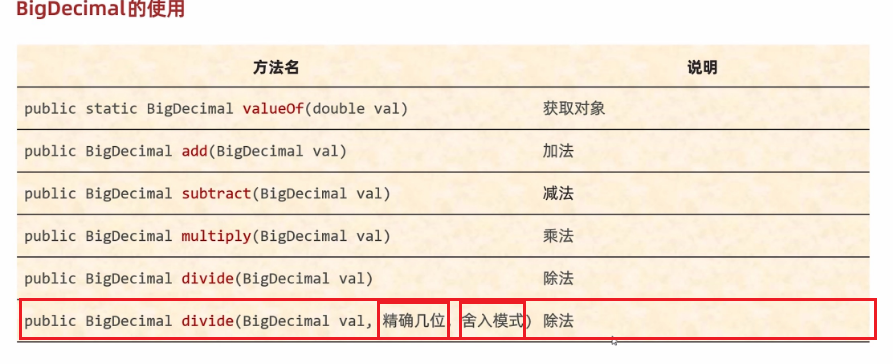 BigDecimal的使用
方法名 说明
public static BigDecimal valueOf(double val) 获取对象
public BigDecimal add(BigDecimal val) 加法
public BigDecimal subtract(BigDecimal val) 减法
public BigDecimal multiply(BigDecimal val) 乘法
public BigDecimal divide(BigDecimal val) 除法
public BigDecimal divide(BigDecimal val, 精确几位, 舍入模式) 除法